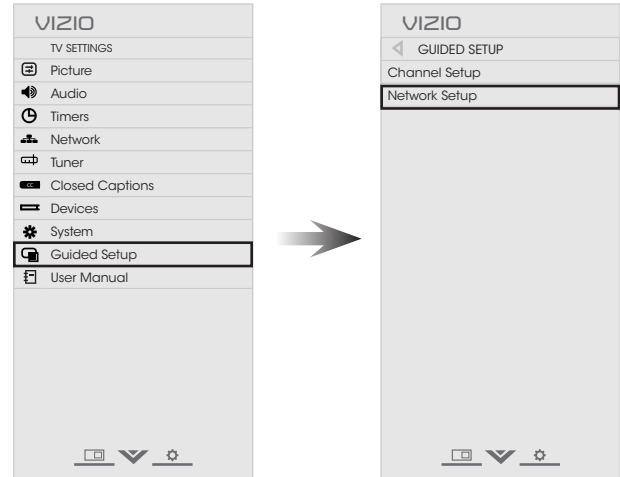 VIZIO
TV SETTINGS
Picture
Audio
Timers
Network
Tuner
CC Closed Captions
Devices
System
Guided Setup
User Manual
VIZIO
GUIDED SETUP
Channel Setup
Network Setup